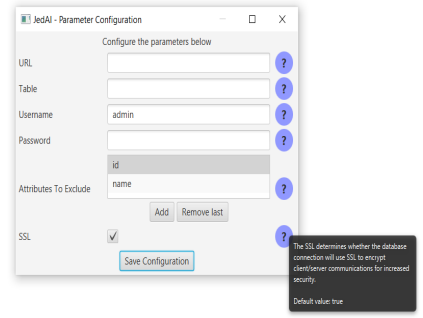 JedAI - Parameter Configuration
Configure the parameters below
URL ?
Table ?
Username admin ?
Password ?
id
name
Attributes To Exclude ?
Add Remove last
SSL ?
Save Configuration
The SSL determines whether the database
connection will use SSL to encrypt
client/server communications for increased
security.
Default value: true